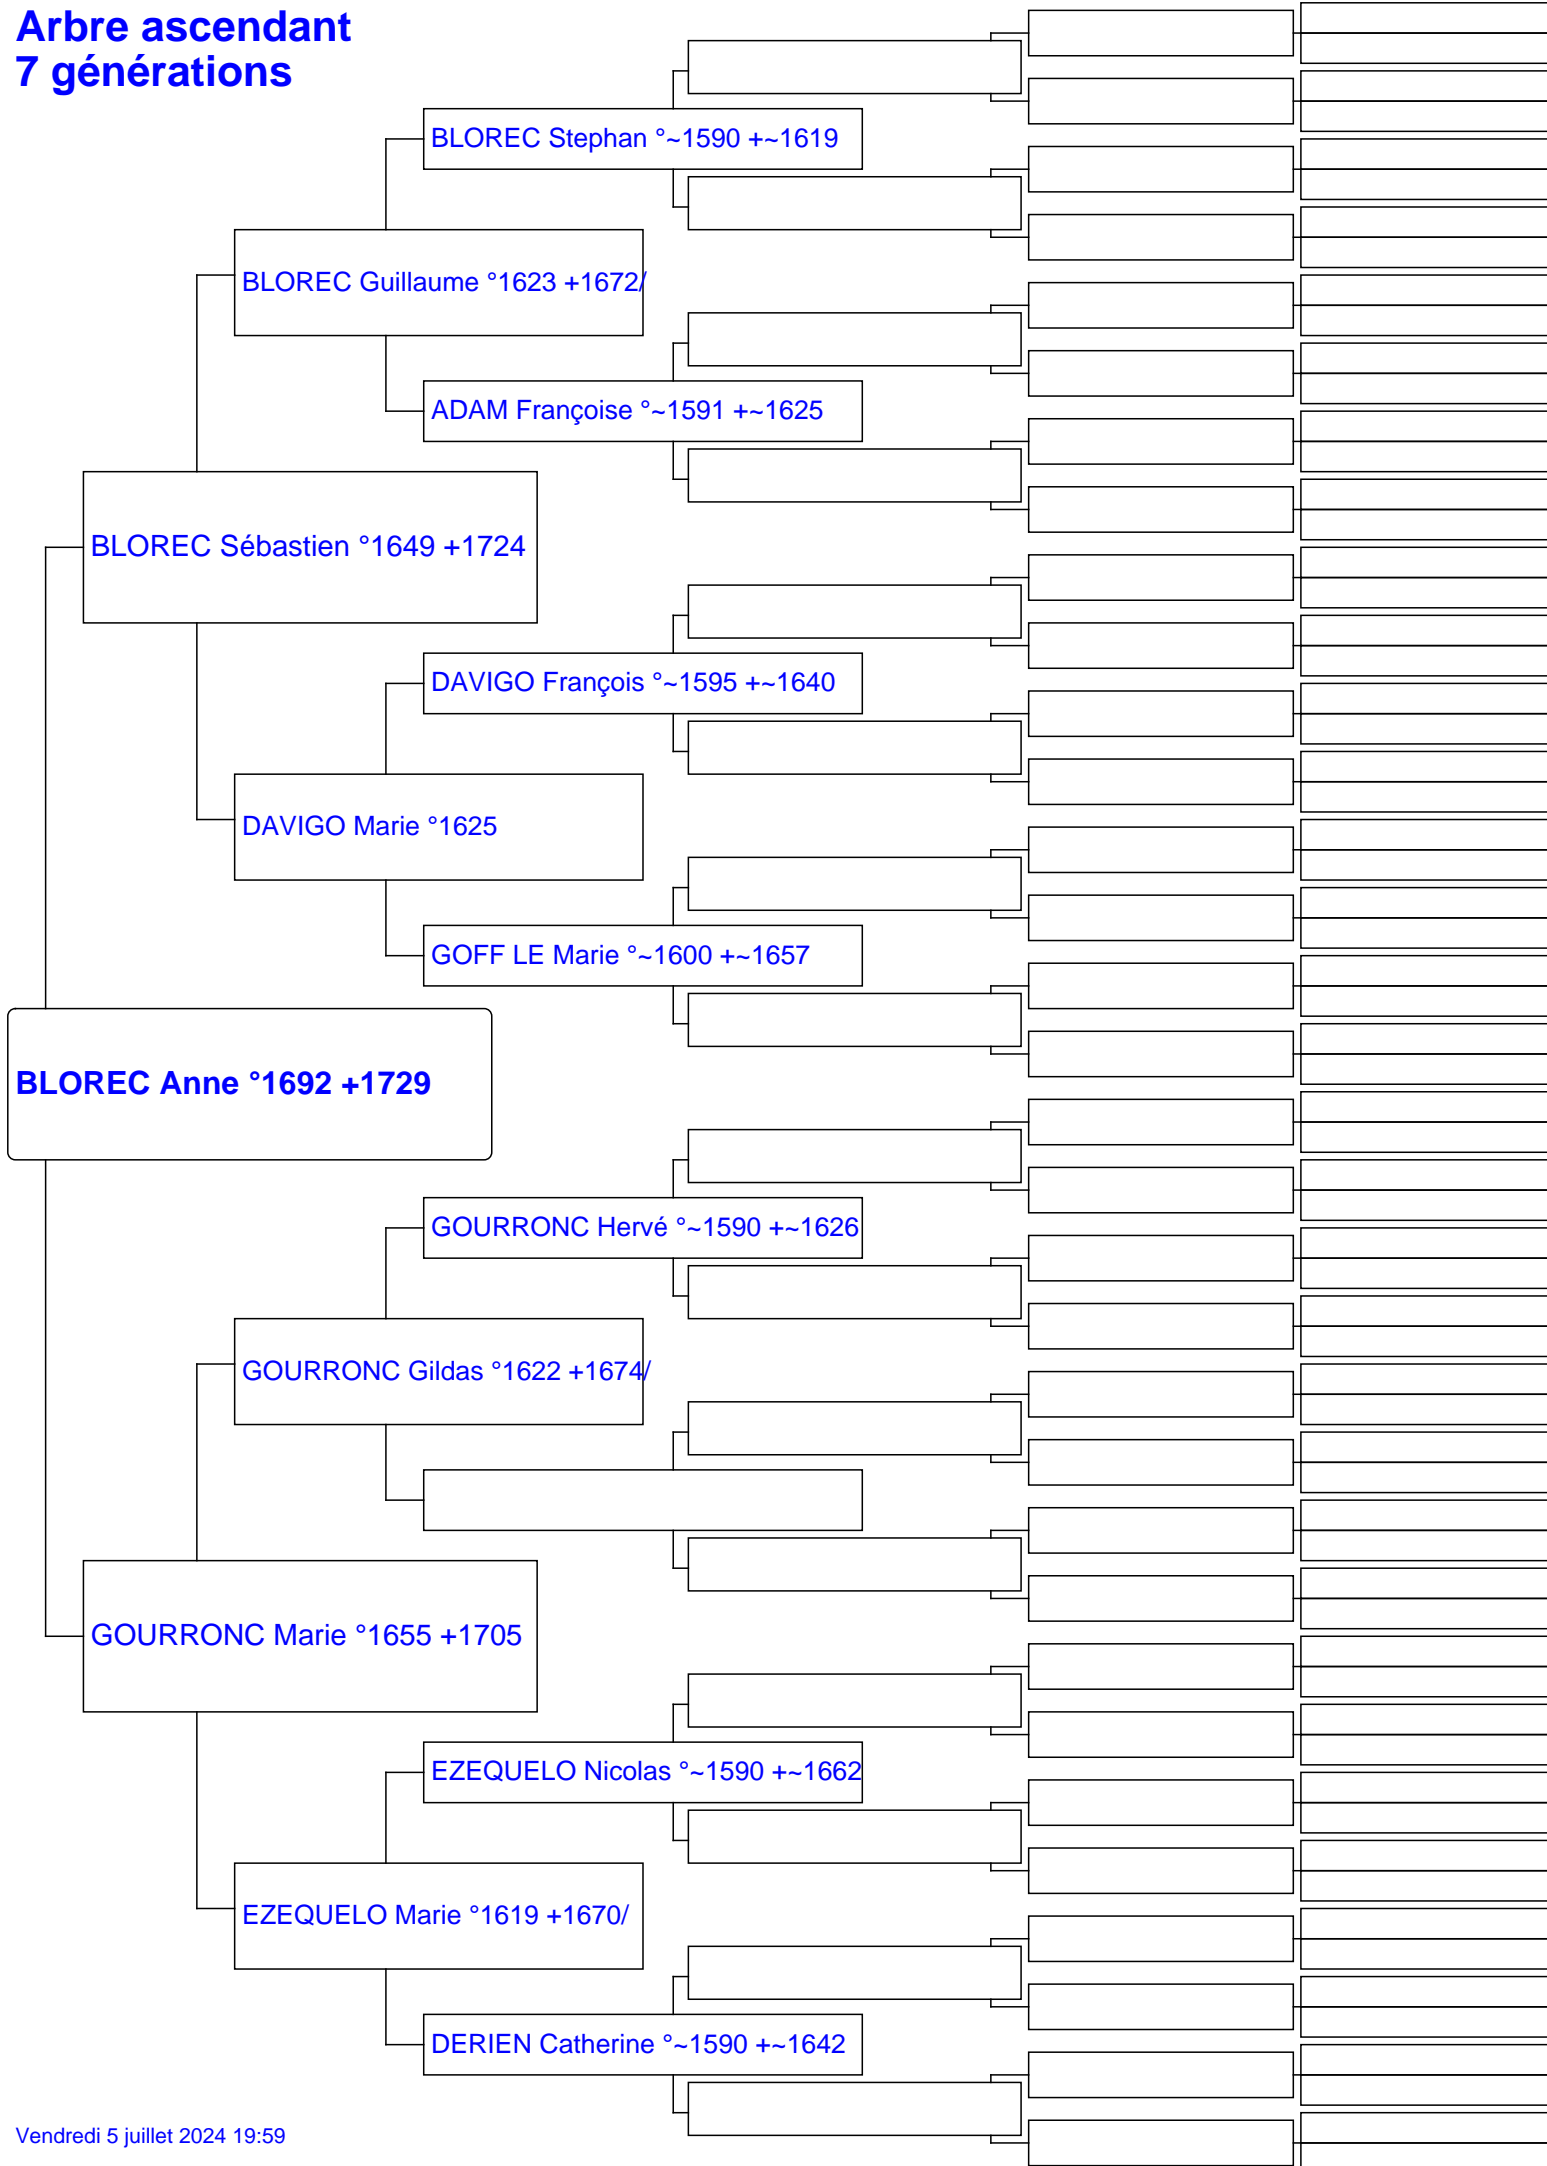 Arbre ascendant
7 générations
BLOREC Stephan °~1590 +~1619
BLOREC Guillaume °1623 +1672/
ADAM Françoise °~1591 +~1625
BLOREC Sébastien °1649 +1724
DAVIGO François °~1595 +~1640
DAVIGO Marie °1625
GOFF LE Marie °~1600 +~1657
BLOREC Anne °1692 +1729
GOURRONC Hervé °~1590 +~1626
GOURRONC Gildas °1622 +1674/
GOURRONC Marie °1655 +1705
EZEQUELO Nicolas °~1590 +~1662
EZEQUELO Marie °1619 +1670/
DERIEN Catherine °~1590 +~1642
Vendredi 5 juillet 2024 19:59